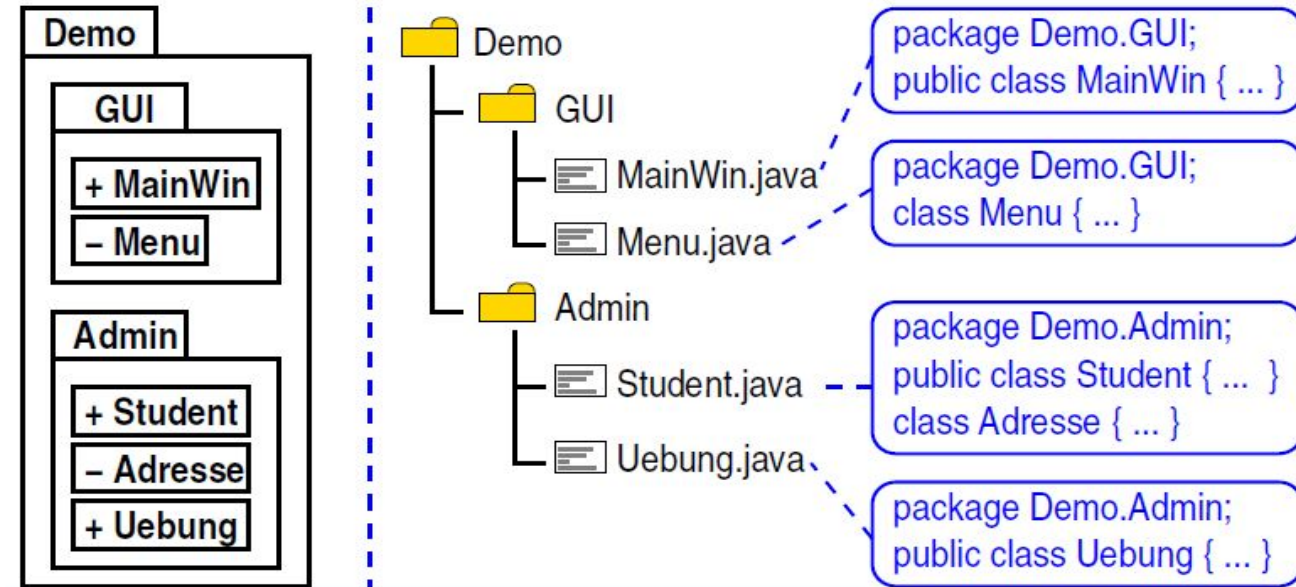 Demo
GUI
+ MainWin
– Menu
Admin
+ Student
– Adresse
+ Uebung
Demo
GUI
MainWin.java
Menu.java
Admin
Student.java
Uebung.java
package Demo.GUI;
public class MainWin { ... }
package Demo.GUI;
class Menu { ... }
package Demo.Admin;
public class Student { ... }
class Adresse { ... }
package Demo.Admin;
public class Uebung { ... }